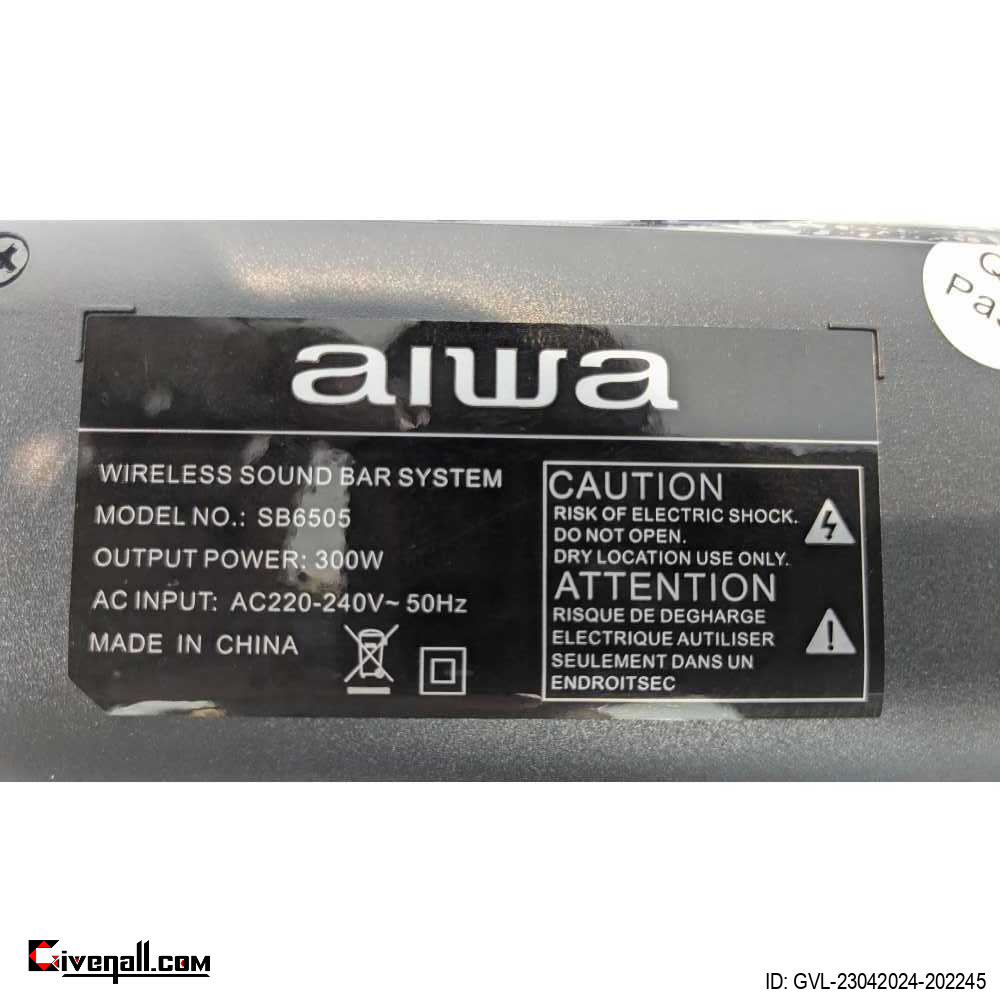 aiwa
WIRELESS SOUND BAR SYSTEM
MODEL NO.: SB6505
OUTPUT POWER: 300W
AC INPUT: AC220-240V~ 50Hz
MADE IN CHINA
CAUTION
RISK OF ELECTRIC SHOCK.
DO NOT OPEN.
DRY LOCATION USE ONLY.
ATTENTION
RISQUE DE DEGHARGE
ELECTRIQUE AUTILISER
SEULEMENT DANS UN
ENDROITSEC
Givenall.com
ID: GVL-23042024-202245